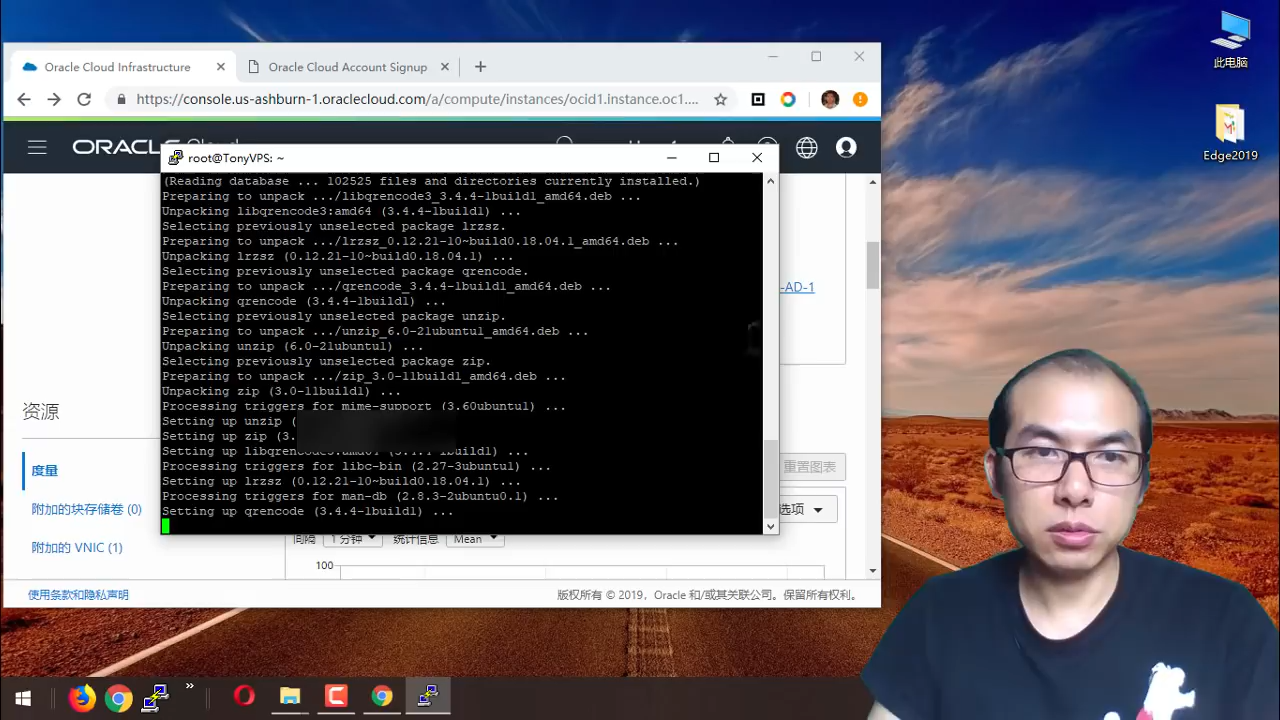 此电脑
Edge2019
Oracle Cloud Infrastructure
Oracle Cloud Account Signup
https://console.us-ashburn-1.oraclecloud.com/a/compute/instances/ocid1.instance.oc1....
ORACLE
root@TonyVPS: ~
(Reading database ... 102525 files and directories currently installed.)
Preparing to unpack .../libqrencode3_3.4.4-1build1_amd64.deb ...
Unpacking libqrencode3:amd64 (3.4.4-1build1) ...
Selecting previously unselected package lrzsz.
Preparing to unpack .../lrzsz_0.12.21-10~build0.18.04.1_amd64.deb ...
Unpacking lrzsz (0.12.21-10~build0.18.04.1) ...
Selecting previously unselected package qrencode.
Preparing to unpack .../qrencode_3.4.4-1build1_amd64.deb ...
Unpacking qrencode (3.4.4-1build1) ...
Selecting previously unselected package unzip.
Preparing to unpack .../unzip_6.0-21ubuntu1_amd64.deb ...
Unpacking unzip (6.0-21ubuntu1) ...
Selecting previously unselected package zip.
Preparing to unpack .../zip_3.0-11build1_amd64.deb ...
Unpacking zip (3.0-11build1) ...
Processing triggers for mime-support (3.60ubuntu1) ...
Setting up unzip (
Setting up zip (3.
Setting up
Processing triggers for libc-bin (2.27-3ubuntu1) ...
Setting up lrzsz (0.12.21-10~build0.18.04.1) ...
Processing triggers for man-db (2.8.3-2ubuntu0.1) ...
Setting up qrencode (3.4.4-1build1) ...
-AD-1
资源
度量
附加的块存储卷 (0)
附加的 VNIC (1)
重置图表
选项
间隔 1 分钟 统计信息 Mean
100
使用条款和隐私声明
版权所有 © 2019，Oracle 和/或其关联公司。保留所有权利。